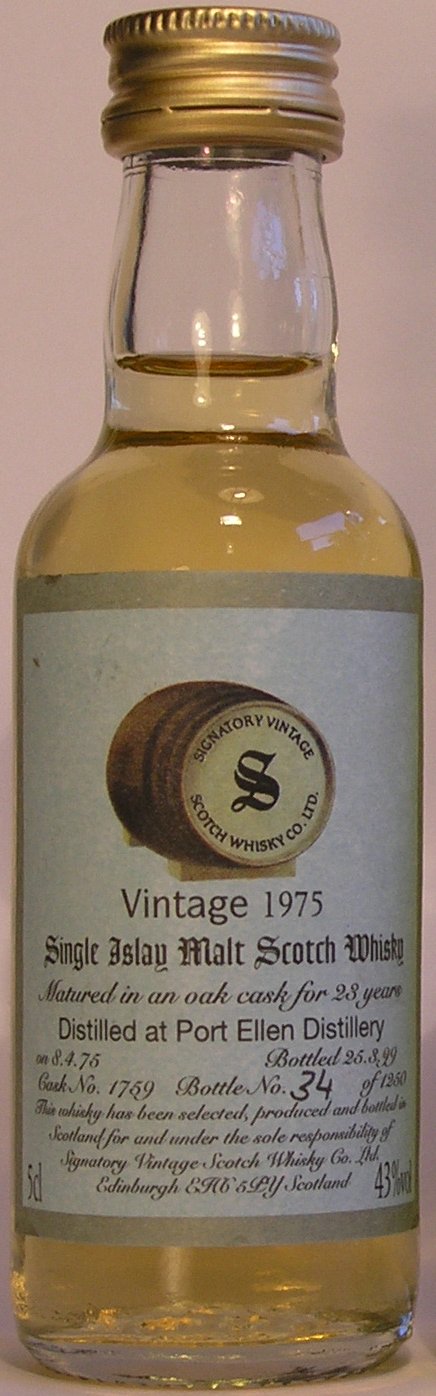 SIGNATORY VINTAGE
S
SCOTCH WHISKY CO. LTD.
Vintage 1975
Single Islay Malt Scotch Whisky
Matured in an oak cask for 23 years
Distilled at Port Ellen Distillery
on 8.4.75 Bottled 25.3.99
Cask No. 1759 Bottle No. 34 of 1250
This whisky has been selected, produced and bottled in
Scotland for and under the sole responsibility of
Signatory Vintage Scotch Whisky Co. Ltd.
Edinburgh EH6 5PY Scotland
5cl 43%vol